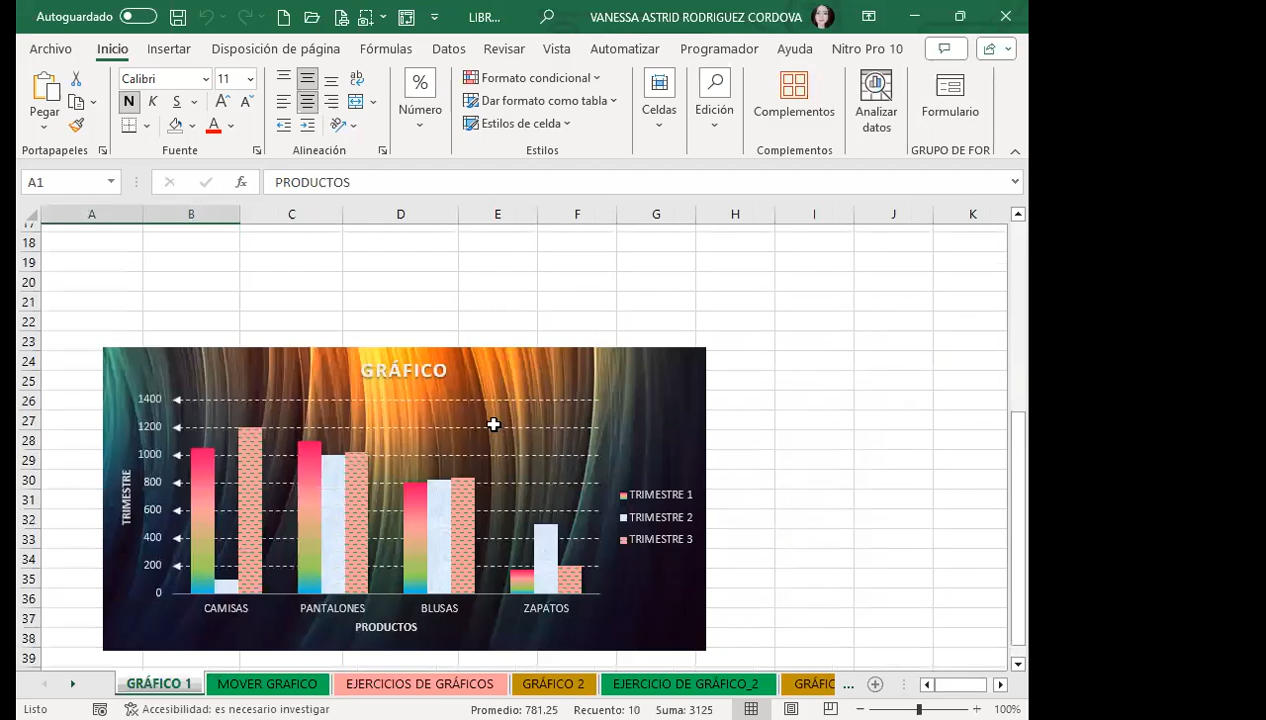 Autoguardado LIBR... VANESSA ASTRID RODRIGUEZ CORDOVA
Archivo Inicio Insertar Disposición de página Fórmulas Datos Revisar Vista Automatizar Programador Ayuda Nitro Pro 10
Calibri 11
Pegar
N K S
Portapapeles
Fuente
Alineación
%
Número
Formato condicional
Dar formato como tabla
Estilos de celda
Estilos
Celdas
Edición
Complementos
Complementos
Analizar
datos
Formulario
GRUPO DE FOR
A1 fx PRODUCTOS
A B C D E F G H I J K
17
18
19
20
21
22
23
24
25
26
27
28
29
30
31
32
33
34
35
36
37
38
39
GRÁFICO
1400
1200
1000
800
600
400
200
0
TRIMESTRE
CAMISAS PANTALONES BLUSAS ZAPATOS
PRODUCTOS
TRIMESTRE 1
TRIMESTRE 2
TRIMESTRE 3
GRÁFICO 1 MOVER GRAFICO EJERCICIOS DE GRÁFICOS GRÁFICO 2 EJERCICIO DE GRÁFICO_2 GRÁFIC ...
Listo Accesibilidad: es necesario investigar Promedio: 781.25 Recuento: 10 Suma: 3125 100%